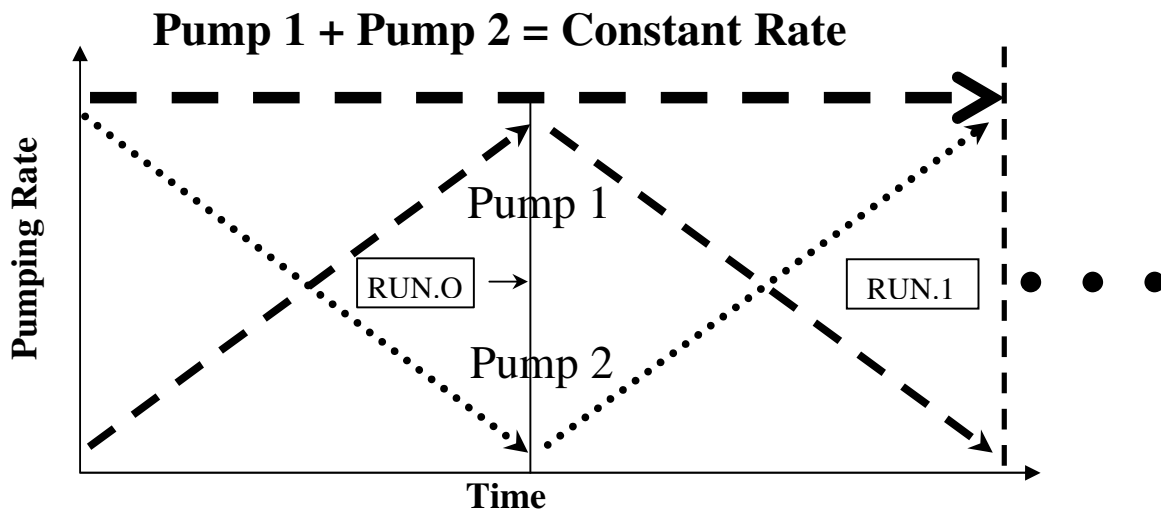 Pump 1 + Pump 2 = Constant Rate
Pumping Rate
Pump 1
RUN.O
RUN.1
Pump 2
Time